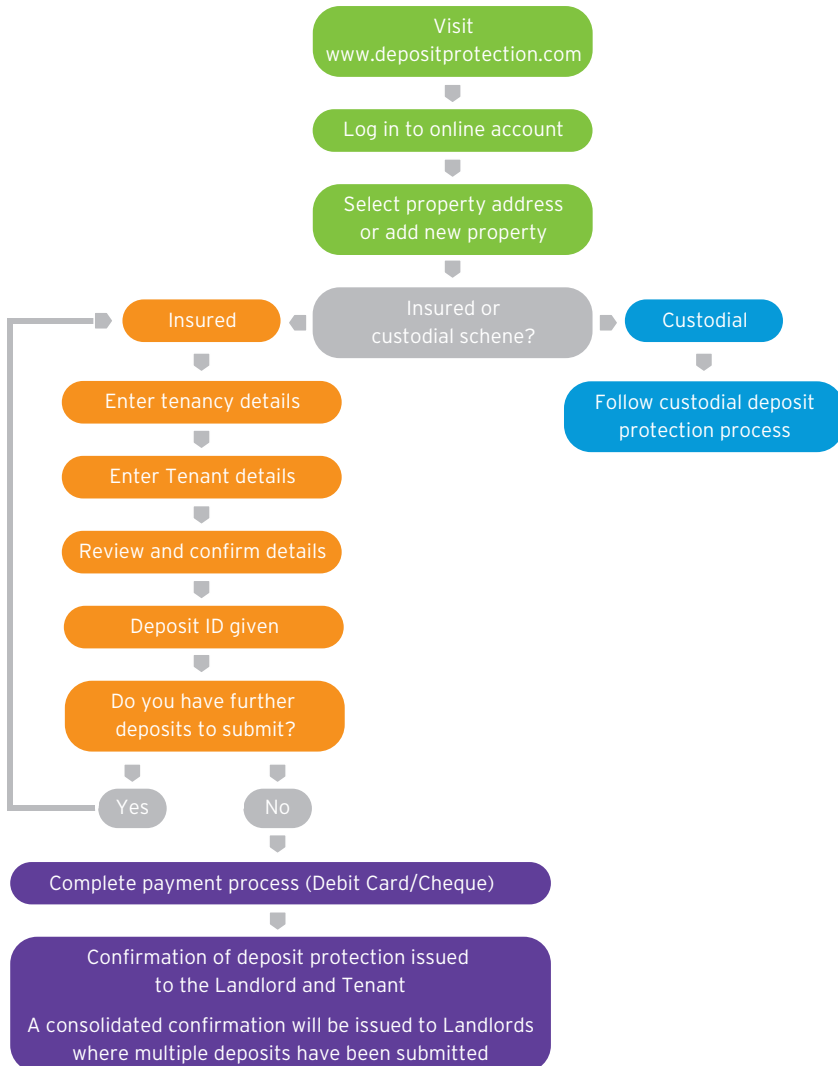 Visit
www.depositprotection.com
Log in to online account
Select property address
or add new property
Insured
Insured or
custodial schene?
Custodial
Enter tenancy details
Follow custodial deposit
protection process
Enter Tenant details
Review and confirm details
Deposit ID given
Do you have further
deposits to submit?
Yes
No
Complete payment process (Debit Card/Cheque)
Confirmation of deposit protection issued
to the Landlord and Tenant
A consolidated confirmation will be issued to Landlords
where multiple deposits have been submitted